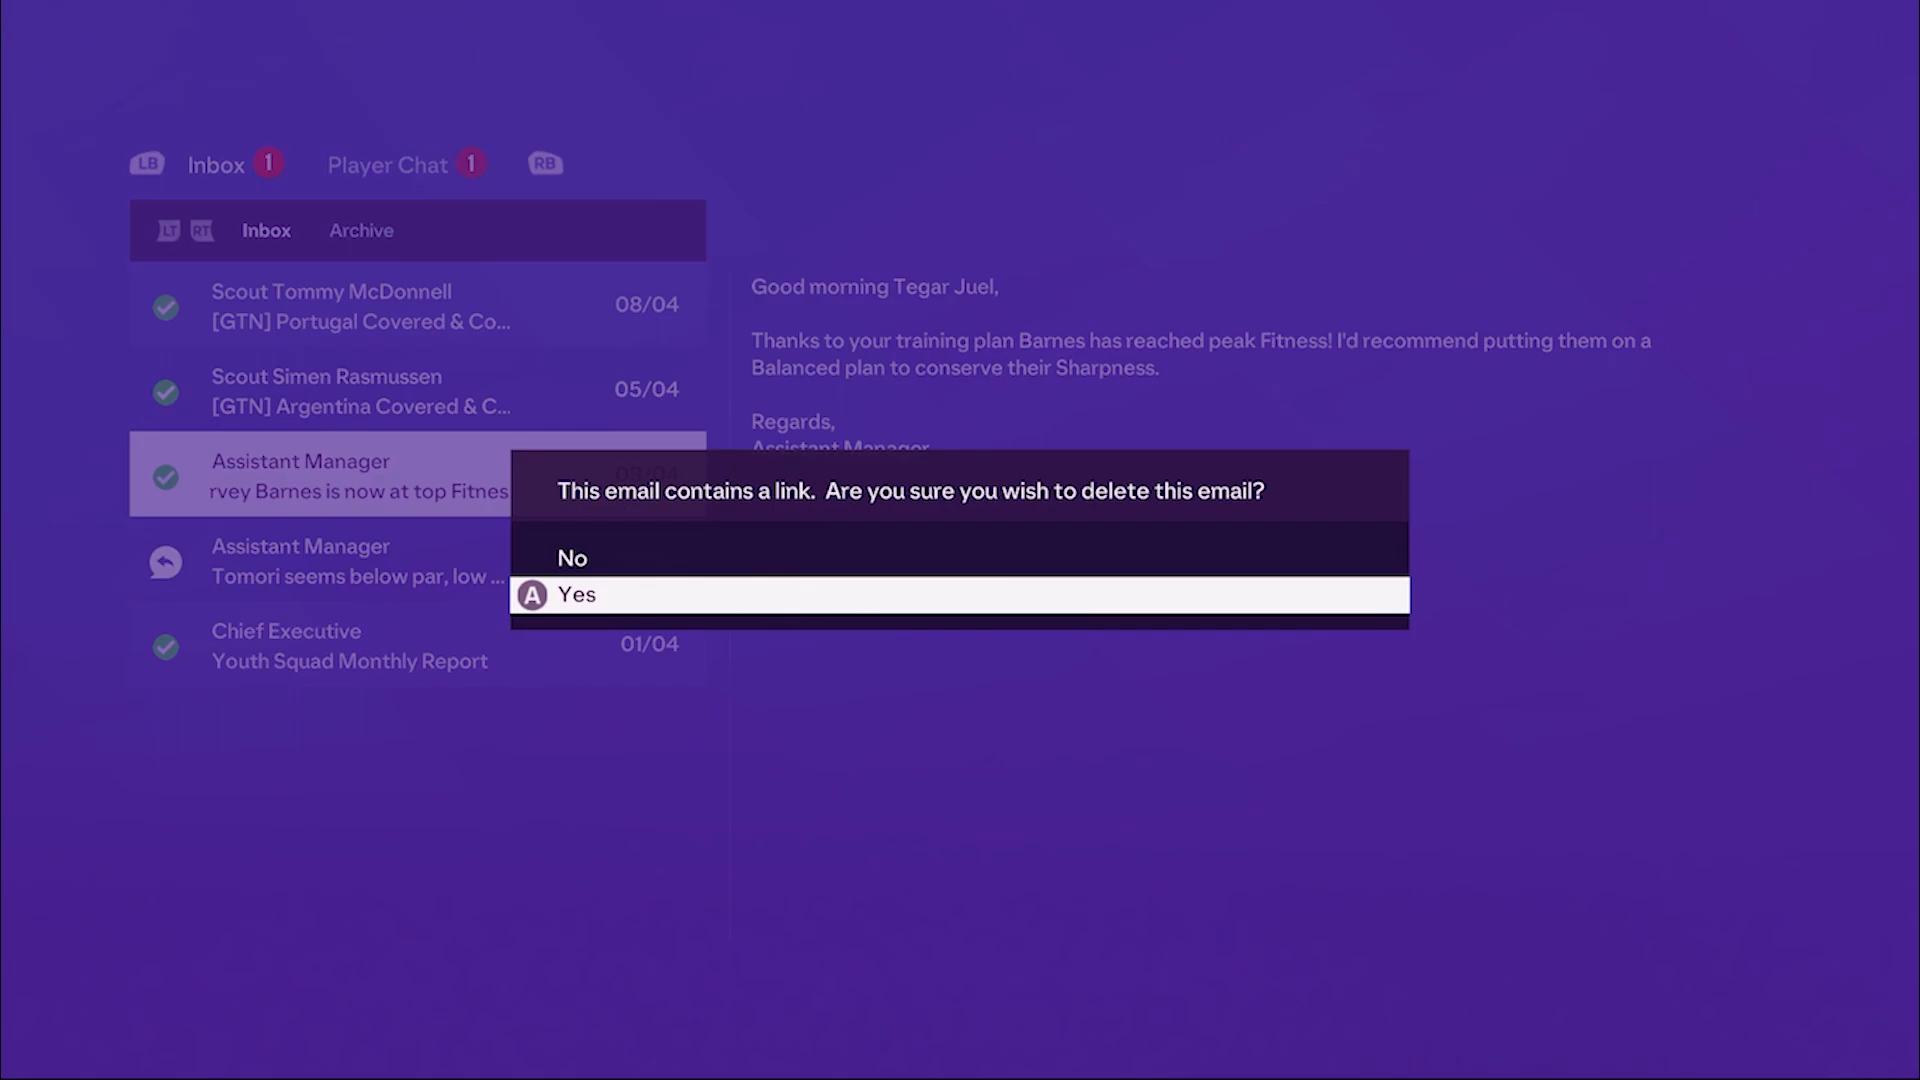 LB Inbox 1 Player Chat 1 RB
LT RT Inbox Archive
Scout Tommy McDonnell
[GTN] Portugal Covered & Co...
08/04
Scout Simen Rasmussen
[GTN] Argentina Covered & C...
05/04
Assistant Manager
rvey Barnes is now at top Fitnes
03/04
Assistant Manager
Tomori seems below par, low ...
Chief Executive
Youth Squad Monthly Report
01/04
Good morning Tegar Juel,
Thanks to your training plan Barnes has reached peak Fitness! I'd recommend putting them on a
Balanced plan to conserve their Sharpness.
Regards,
Assistant Manager
This email contains a link. Are you sure you wish to delete this email?
No
A Yes